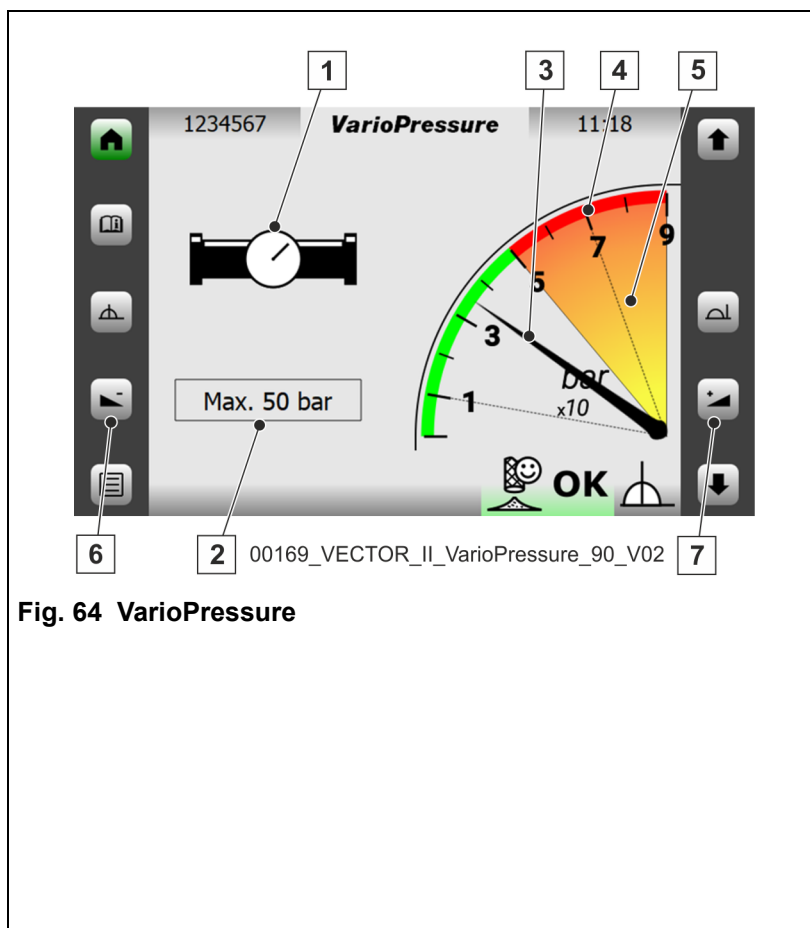 1 3 4 5
1234567 VarioPressure 11:18
9
7
5
3
bar
x10
1
Max. 50 bar
OK
6 2 00169_VECTOR_II_VarioPressure_90_V02 7
Fig. 64 VarioPressure